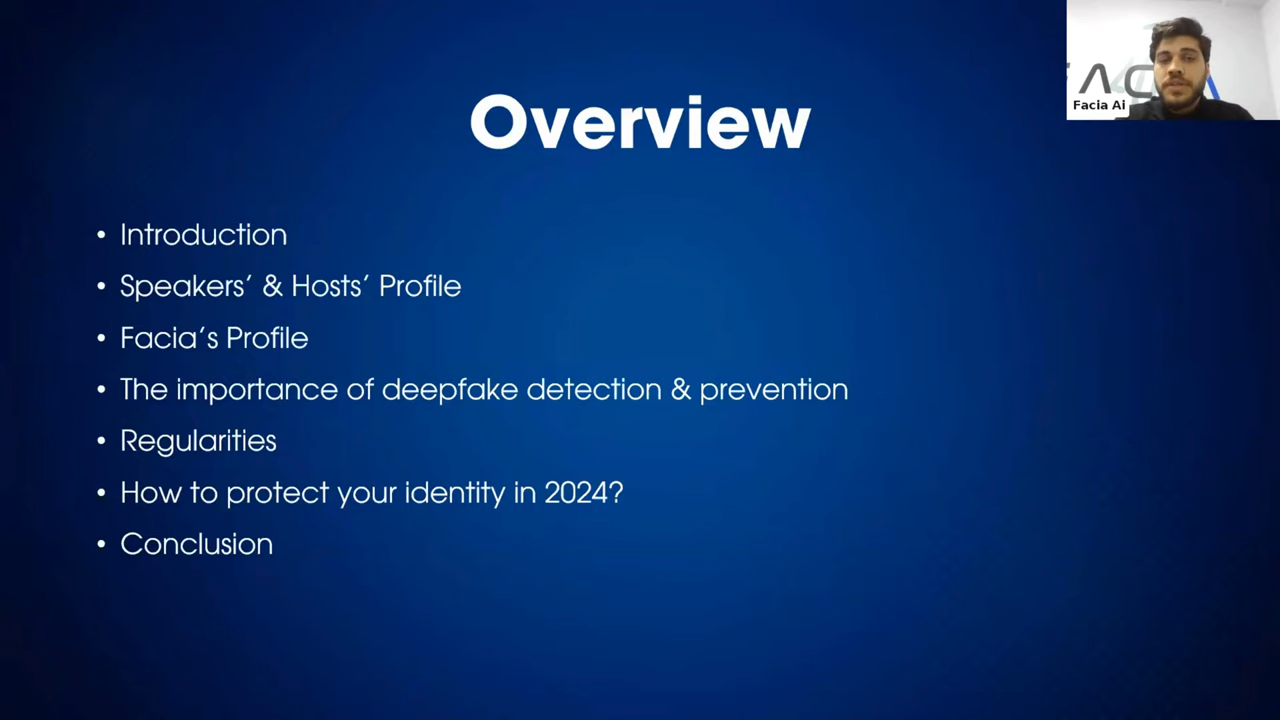 Overview
Facia Ai
• Introduction
• Speakers’ & Hosts’ Profile
• Facia’s Profile
• The importance of deepfake detection & prevention
• Regularities
• How to protect your identity in 2024?
• Conclusion